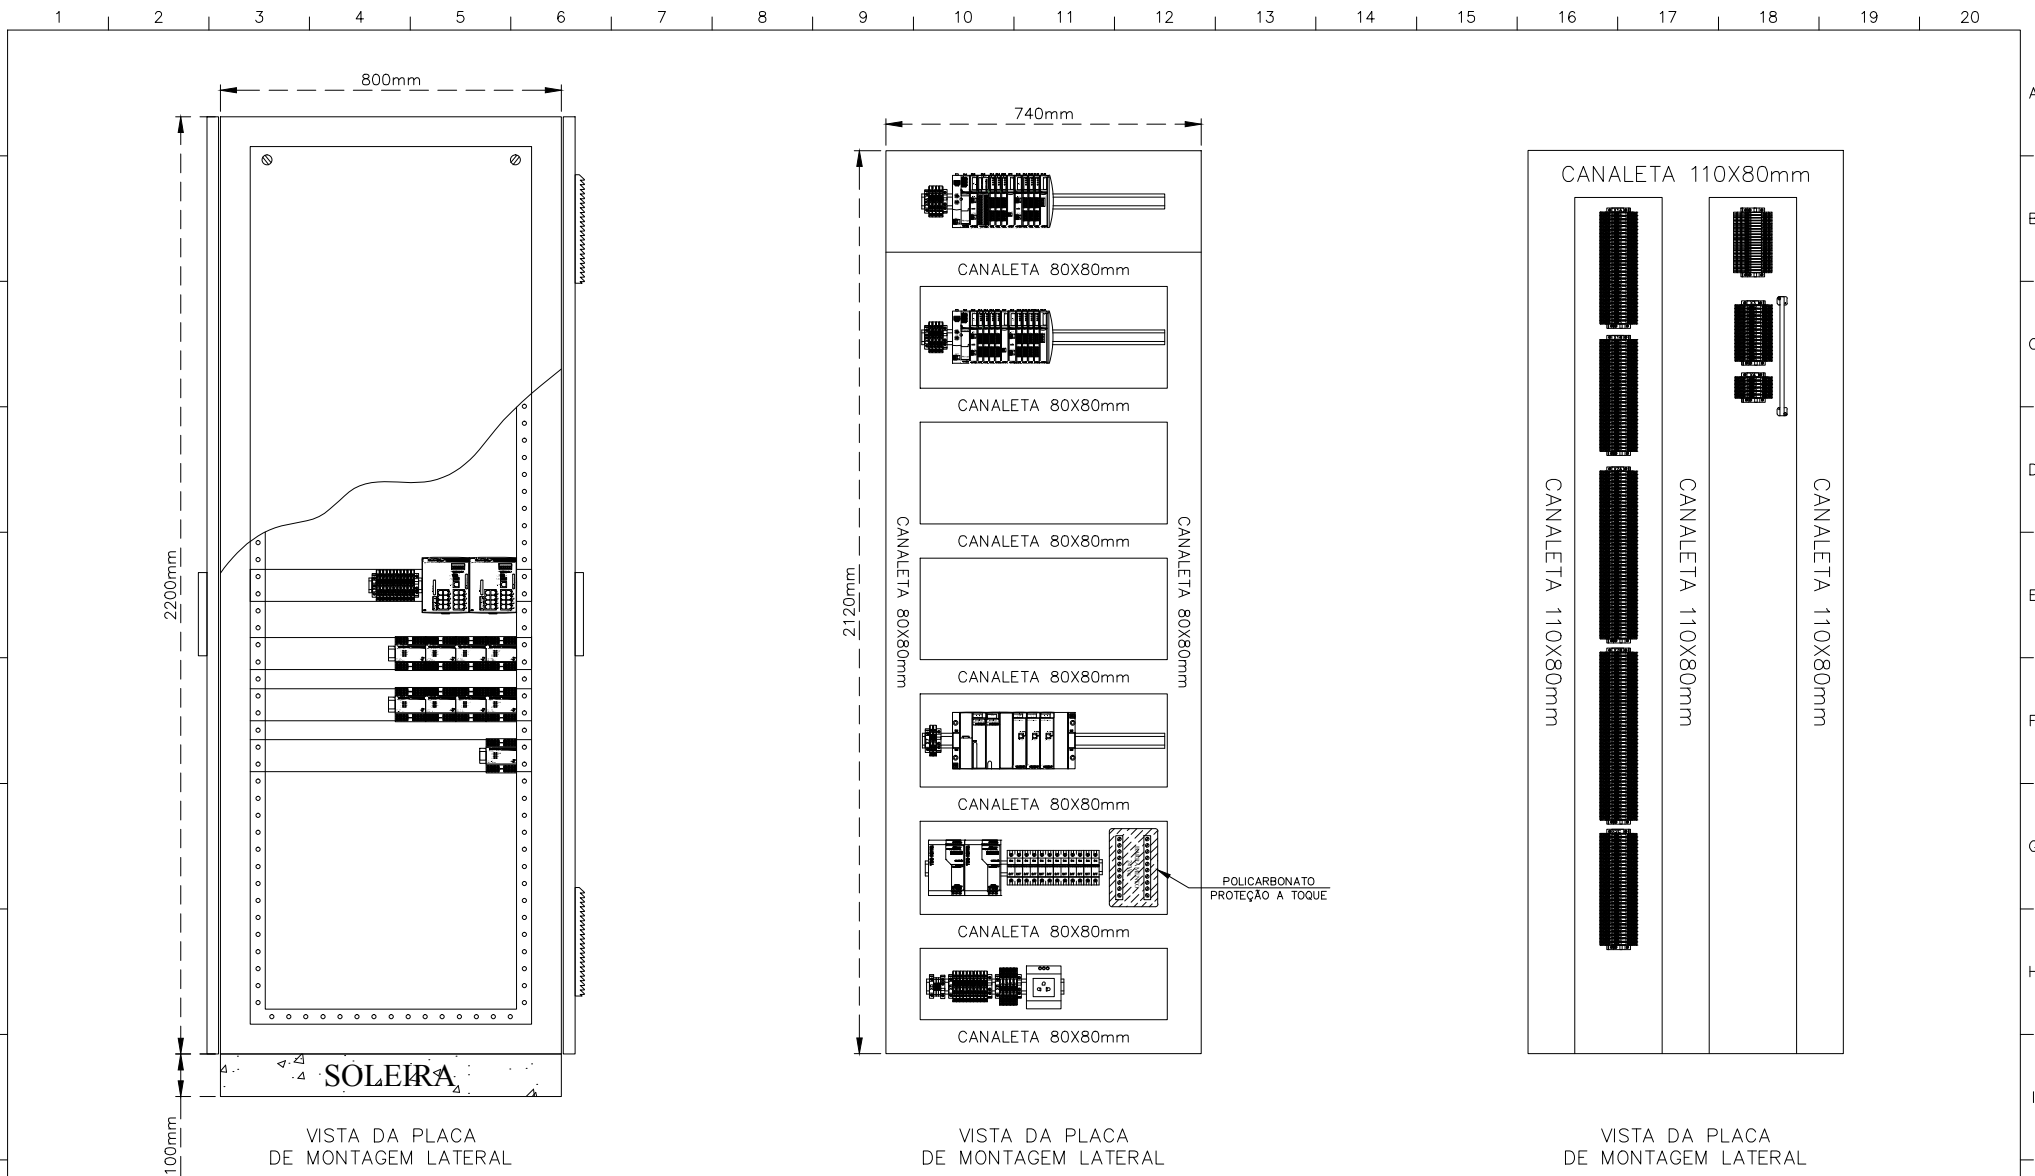 1 2 3 4 5 6 7 8 9 10 11 12 13 14 15 16 17 18 19 20
A
B
C
D
E
F
G
H
800mm
2200mm
100mm
SOLEIRA
VISTA DA PLACA
DE MONTAGEM LATERAL
740mm
2120mm
CANALETA 80X80mm
CANALETA 80X80mm
CANALETA 80X80mm
CANALETA 80X80mm
CANALETA 80X80mm
CANALETA 80X80mm
CANALETA 80X80mm
CANALETA 80X80mm
CANALETA 80X80mm
POLICARBONATO
PROTEÇÃO A TOQUE
VISTA DA PLACA
DE MONTAGEM LATERAL
CANALETA 110X80mm
CANALETA 110X80mm
CANALETA 110X80mm
CANALETA 110X80mm
VISTA DA PLACA
DE MONTAGEM LATERAL